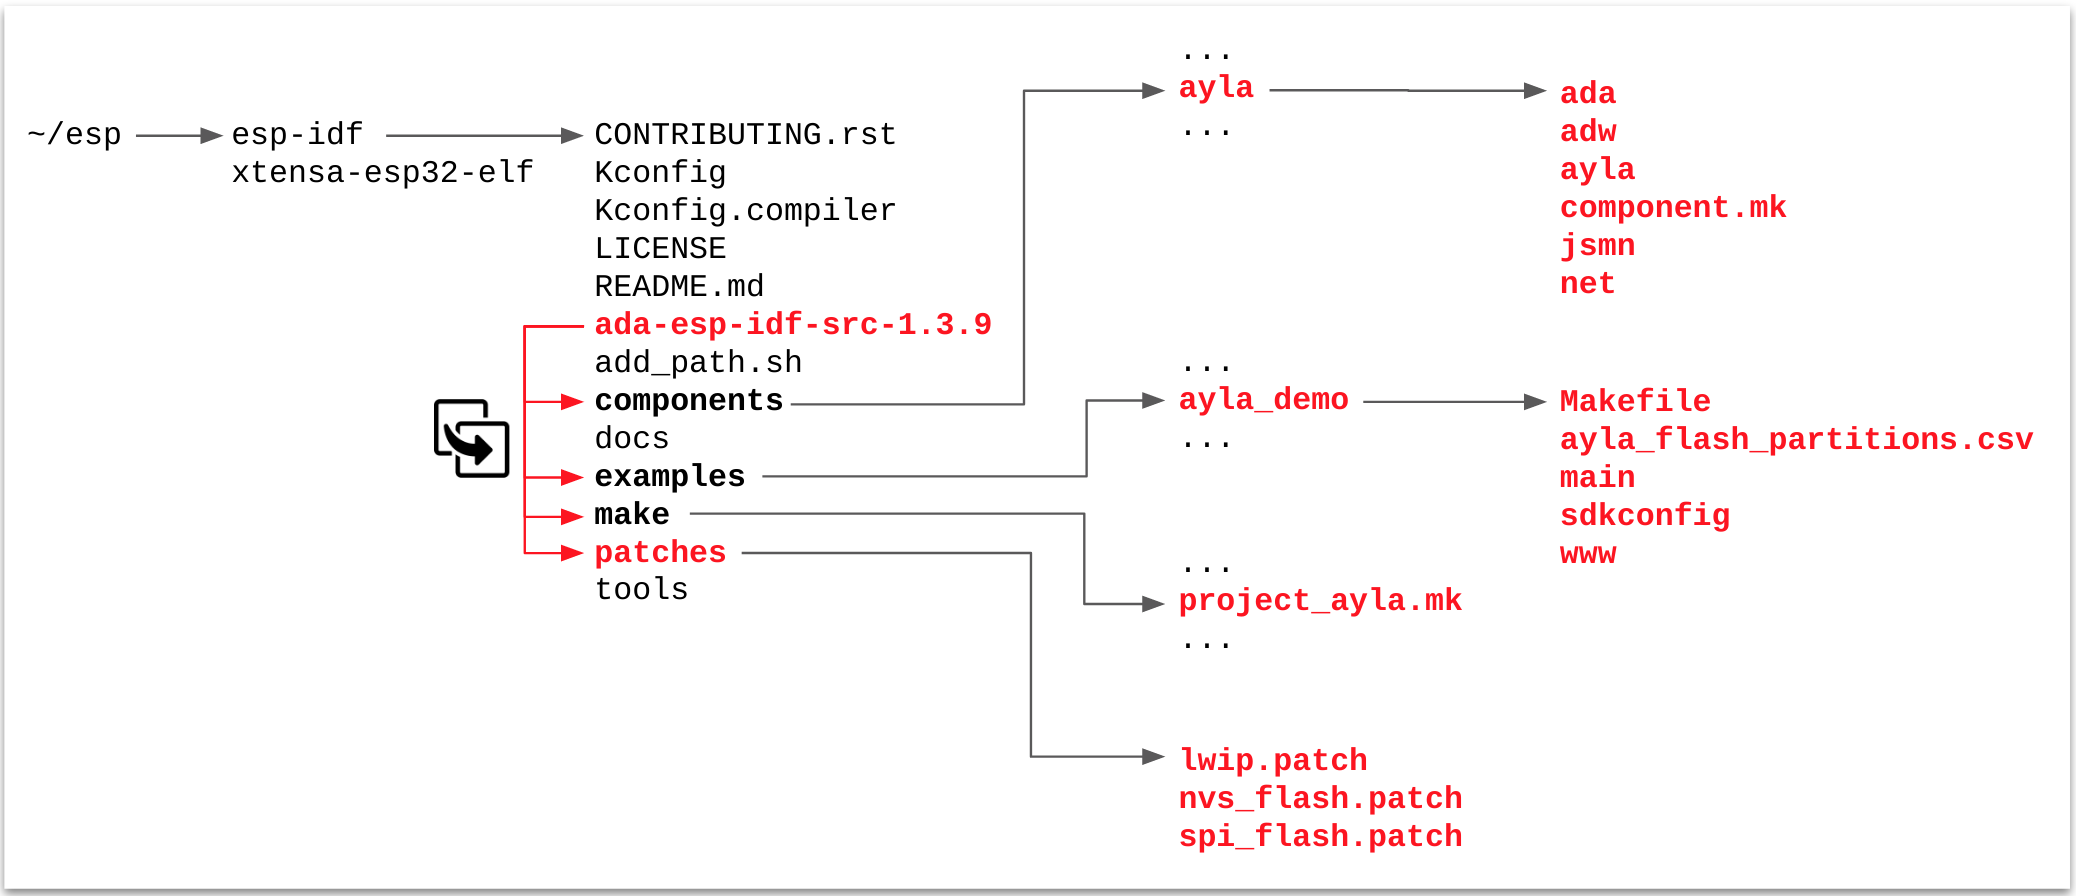 ~/esp
esp-idf
xtensa-esp32-elf
CONTRIBUTING.rst
Kconfig
Kconfig.compiler
LICENSE
README.md
ada-esp-idf-src-1.3.9
add_path.sh
components
docs
examples
make
patches
tools
...
ayla
...
...
ayla_demo
...
...
project_ayla.mk
...
lwip.patch
nvs_flash.patch
spi_flash.patch
ada
adw
ayla
component.mk
jsmn
net
Makefile
ayla_flash_partitions.csv
main
sdkconfig
www